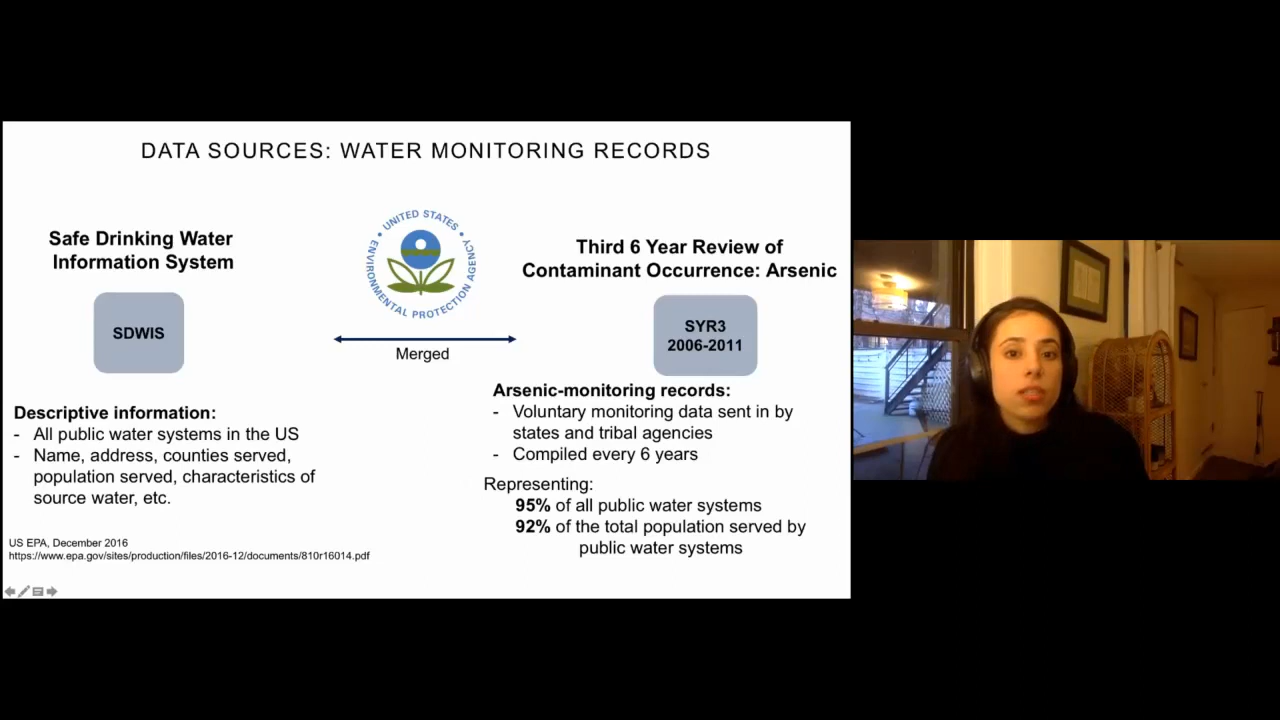 DATA SOURCES: WATER MONITORING RECORDS
Safe Drinking Water
Information System
SDWIS
Descriptive information:
- All public water systems in the US
- Name, address, counties served,
population served, characteristics of
source water, etc.
UNITED STATES
ENVIRONMENTAL PROTECTION AGENCY
Merged
Third 6 Year Review of
Contaminant Occurrence: Arsenic
SYR3
2006-2011
Arsenic-monitoring records:
- Voluntary monitoring data sent in by
states and tribal agencies
- Compiled every 6 years
Representing:
95% of all public water systems
92% of the total population served by
public water systems
US EPA, December 2016
https://www.epa.gov/sites/production/files/2016-12/documents/810r16014.pdf